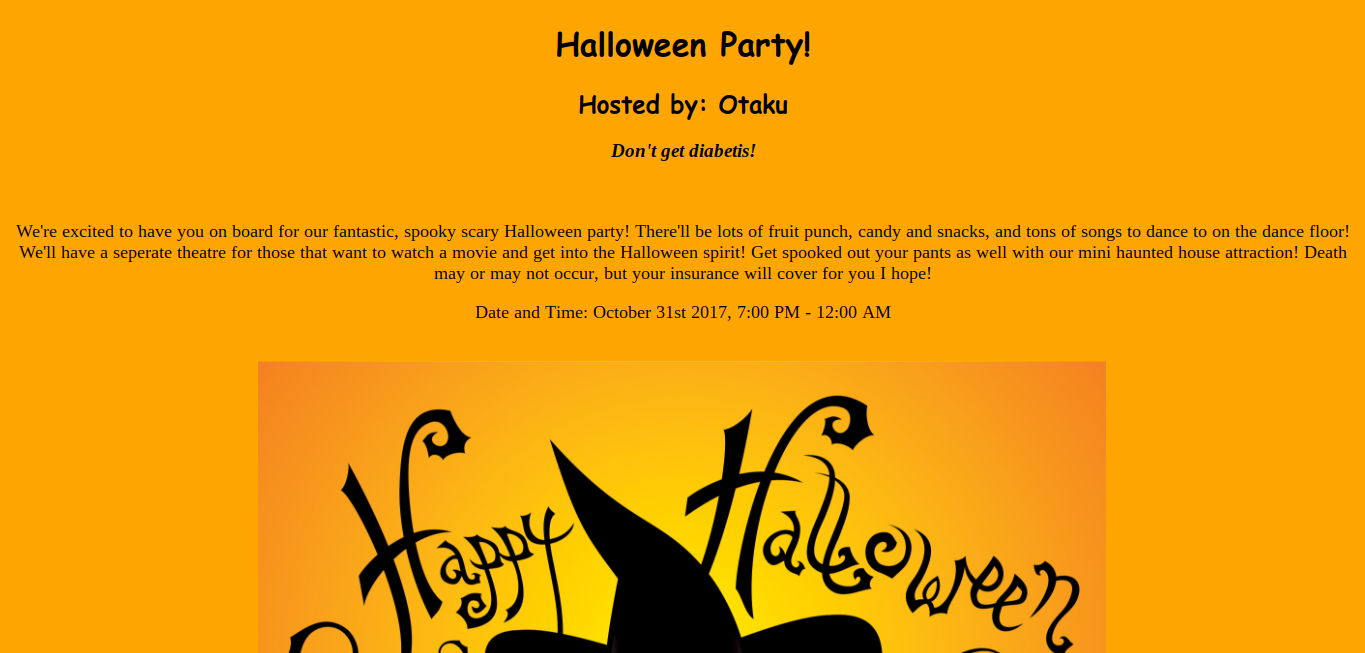 Halloween Party!
Hosted by: Otaku
Don't get diabetis!
We're excited to have you on board for our fantastic, spooky scary Halloween party! There'll be lots of fruit punch, candy and snacks, and tons of songs to dance to on the dance floor!
We'll have a seperate theatre for those that want to watch a movie and get into the Halloween spirit! Get spooked out your pants as well with our mini haunted house attraction! Death
may or may not occur, but your insurance will cover for you I hope!
Date and Time: October 31st 2017, 7:00 PM - 12:00 AM
Happy Halloween